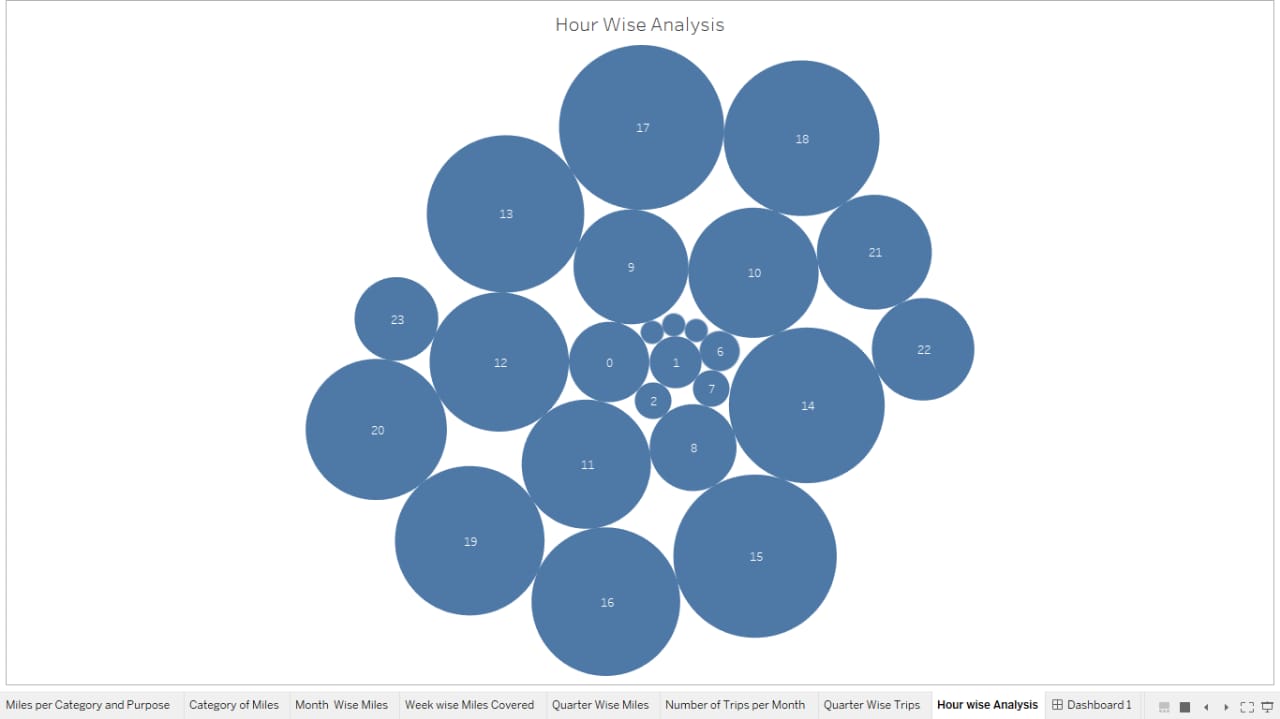 Hour Wise Analysis
17
18
13
9
10
21
23
12
0
1
6
22
7
2
14
20
11
8
19
15
16
Miles per Category and Purpose
Category of Miles
Month Wise Miles
Week wise Miles Covered
Quarter Wise Miles
Number of Trips per Month
Quarter Wise Trips
Hour wise Analysis
Dashboard 1